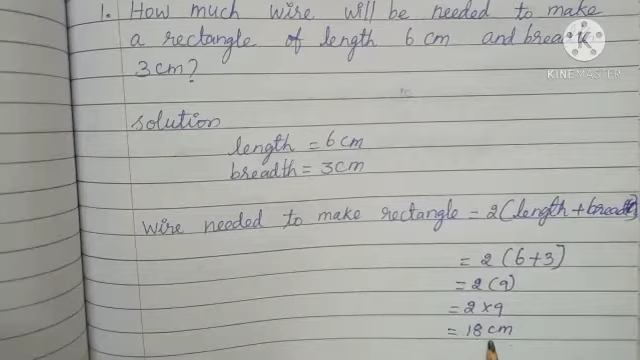 1. How much wire will be needed to make
a rectangle of length 6 cm and breadth
3cm?
KINEMASTER
solution
length = 6cm
breadth = 3cm
Wire needed to make rectangle = 2(length + breadth)
= 2 (6+3)
= 2(9)
= 2×9
= 18 cm